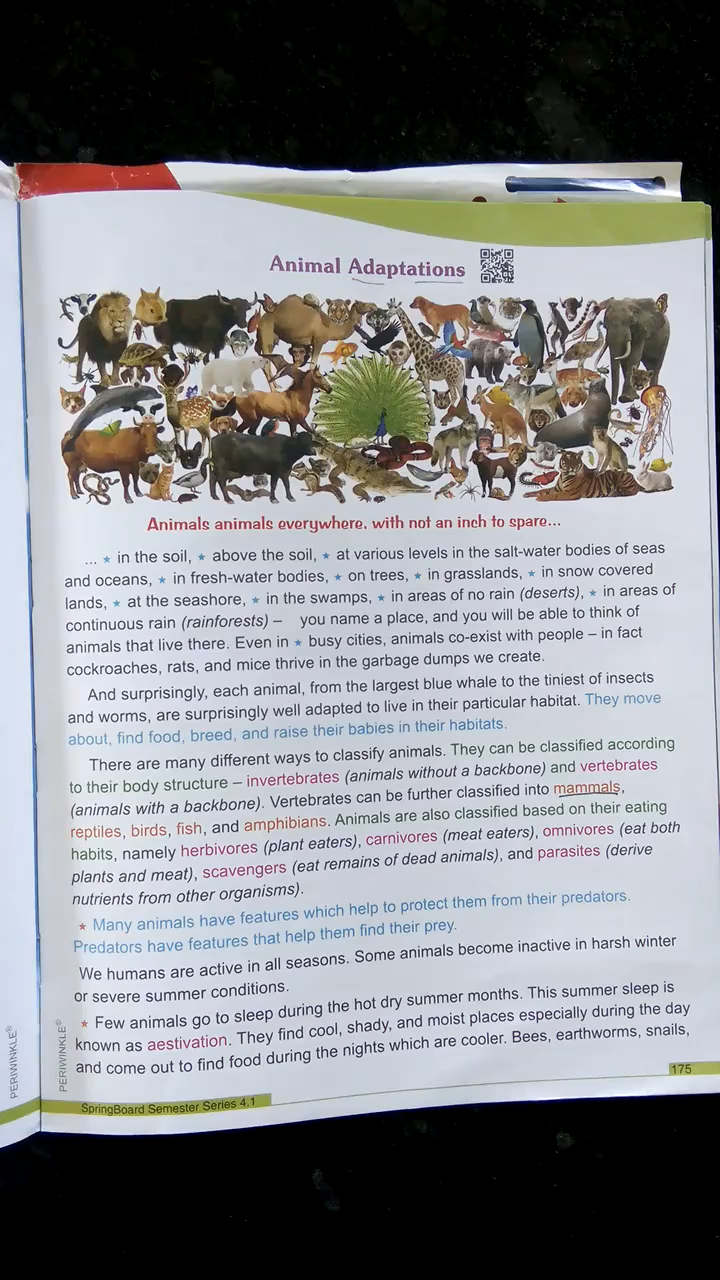 Animal Adaptations
Animals animals everywhere, with not an inch to spare...
... ★ in the soil, ★ above the soil, ★ at various levels in the salt-water bodies of seas
and oceans, ★ in fresh-water bodies, ★ on trees, ★ in grasslands, ★ in snow covered
lands, ★ at the seashore, ★ in the swamps, ★ in areas of no rain (deserts), ★ in areas of
continuous rain (rainforests) – you name a place, and you will be able to think of
animals that live there. Even in ★ busy cities, animals co-exist with people – in fact
cockroaches, rats, and mice thrive in the garbage dumps we create.
And surprisingly, each animal, from the largest blue whale to the tiniest of insects
and worms, are surprisingly well adapted to live in their particular habitat. They move
about, find food, breed, and raise their babies in their habitats.
There are many different ways to classify animals. They can be classified according
to their body structure – invertebrates (animals without a backbone) and vertebrates
(animals with a backbone). Vertebrates can be further classified into mammals,
reptiles, birds, fish, and amphibians. Animals are also classified based on their eating
habits, namely herbivores (plant eaters), carnivores (meat eaters), omnivores (eat both
plants and meat), scavengers (eat remains of dead animals), and parasites (derive
nutrients from other organisms).
★ Many animals have features which help to protect them from their predators.
Predators have features that help them find their prey.
We humans are active in all seasons. Some animals become inactive in harsh winter
or severe summer conditions.
★ Few animals go to sleep during the hot dry summer months. This summer sleep is
known as aestivation. They find cool, shady, and moist places especially during the day
and come out to find food during the nights which are cooler. Bees, earthworms, snails,
175
SpringBoard Semester Series 4.1
PERIWINKLE®
PERIWINKLE®